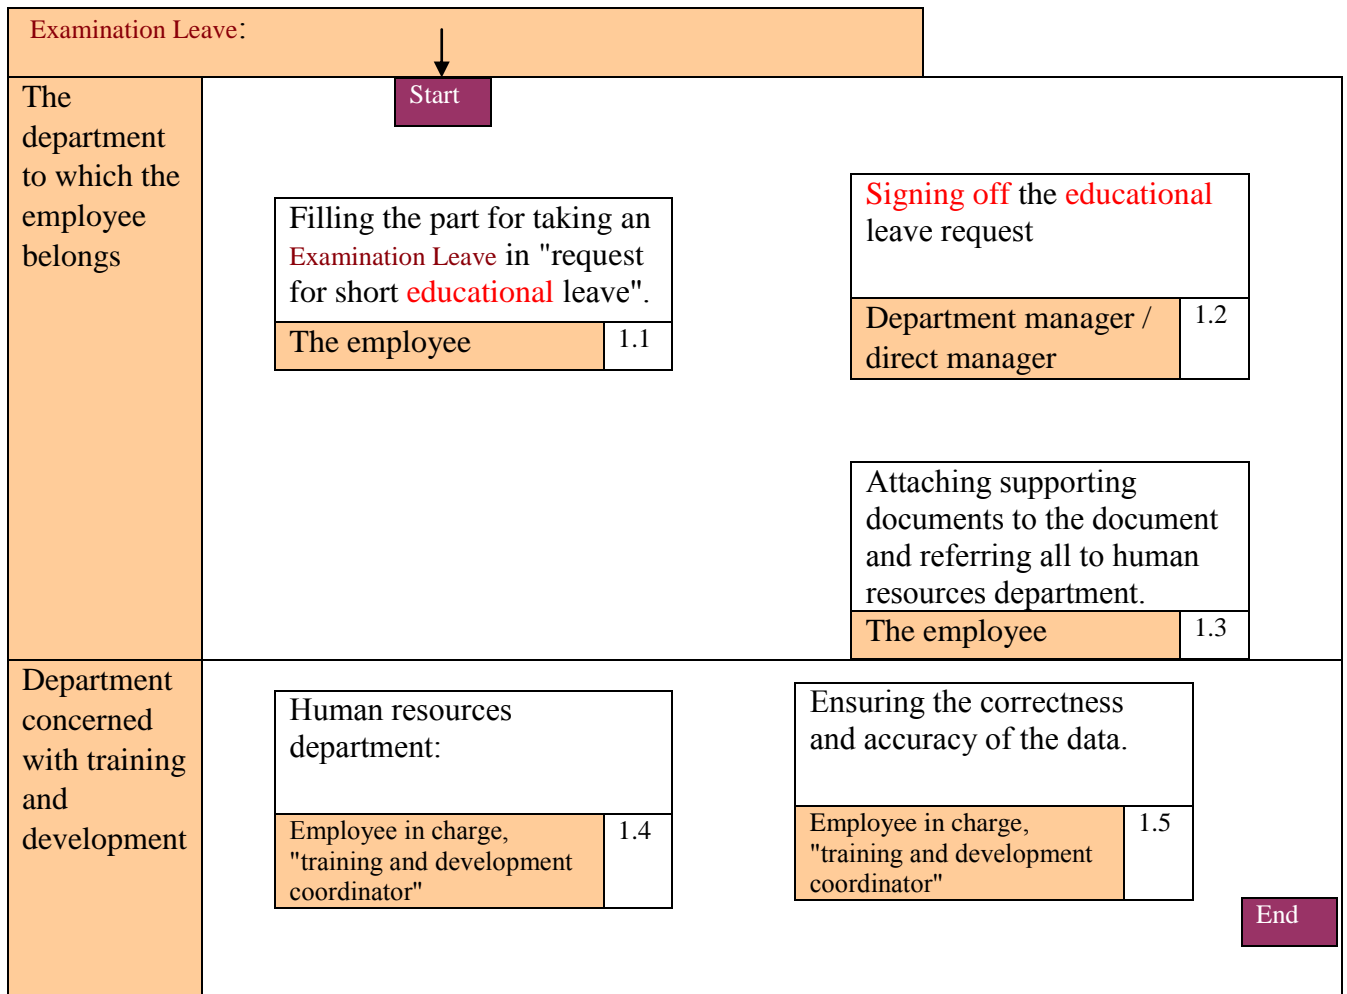 Examination Leave:
Start
The
department
to which the
employee
belongs
Filling the part for taking an
Examination Leave in "request
for short educational leave".
The employee
1.1
Signing off the educational
leave request
Department manager /
direct manager
1.2
Attaching supporting
documents to the document
and referring all to human
resources department.
The employee
1.3
Department
concerned
with training
and
development
Human resources
department:
Employee in charge,
"training and development
coordinator"
1.4
Ensuring the correctness
and accuracy of the data.
Employee in charge,
"training and development
coordinator"
1.5
End